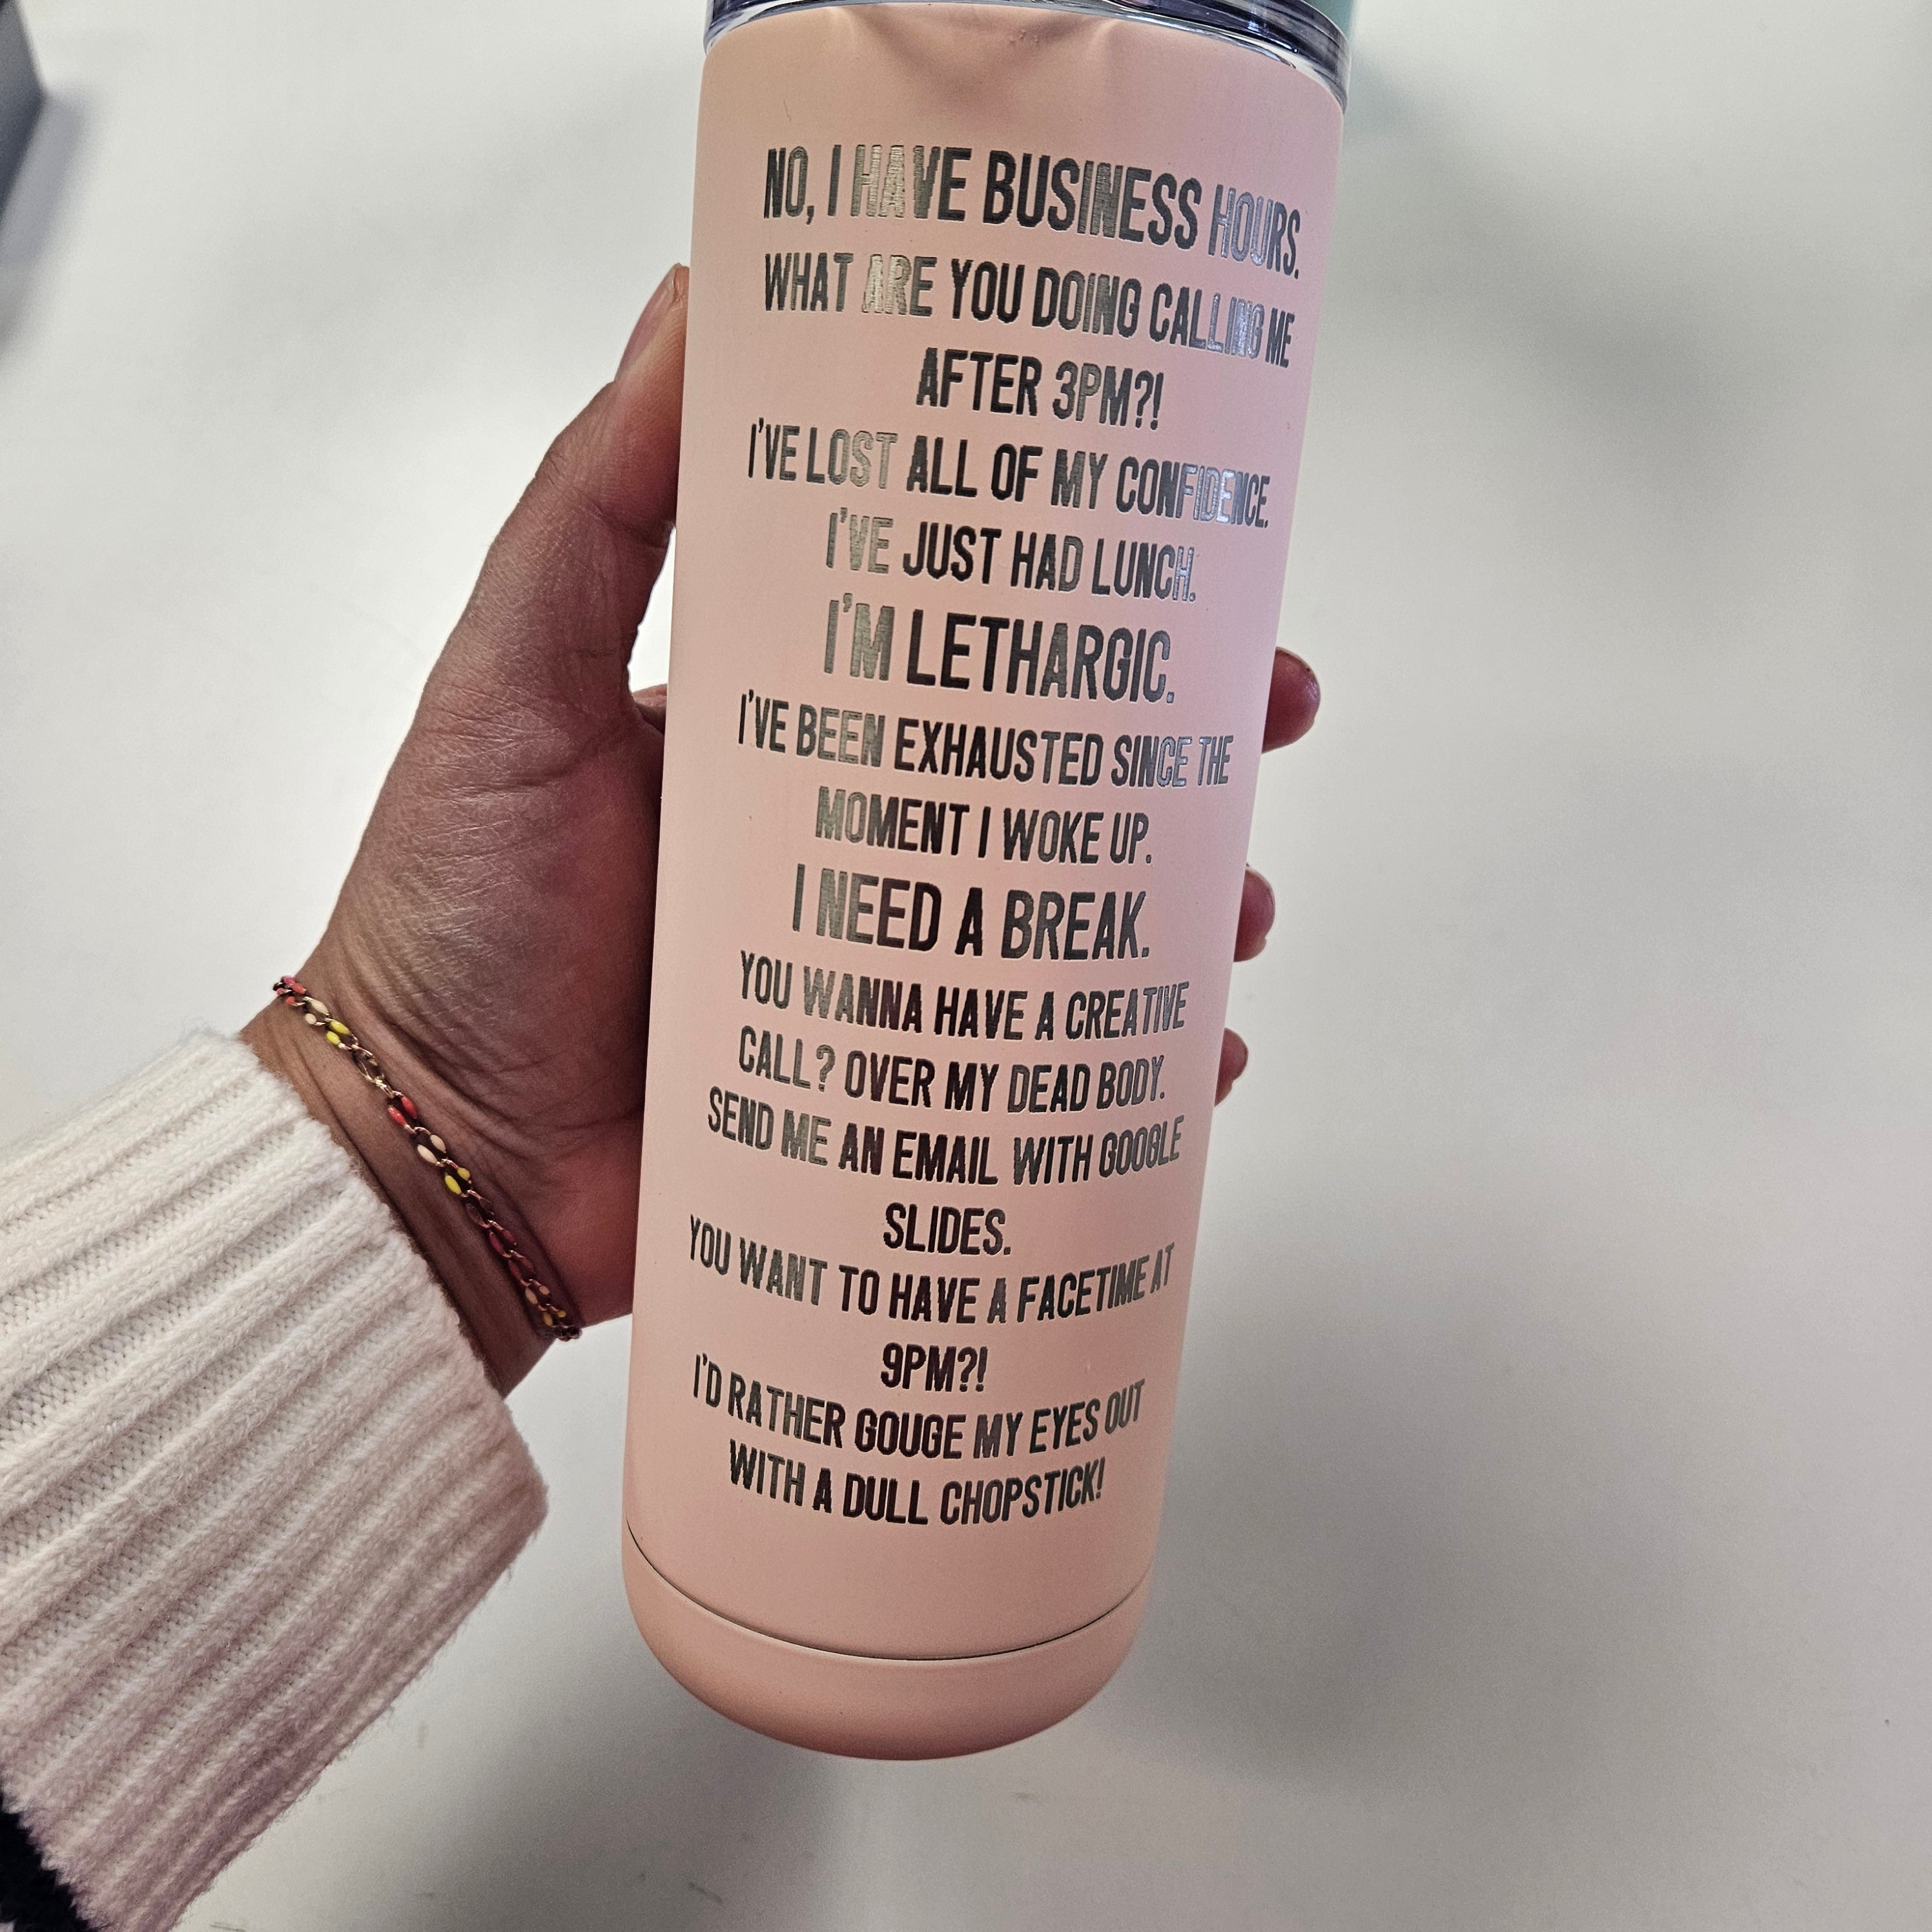 NO, I HAVE BUSINESS HOURS.
WHAT ARE YOU DOING CALLING ME
AFTER 3PM?!
I'VE LOST ALL OF MY CONFIDENCE.
I'VE JUST HAD LUNCH.
I'M LETHARGIC.
I'VE BEEN EXHAUSTED SINCE THE
MOMENT I WOKE UP.
I NEED A BREAK.
YOU WANNA HAVE A CREATIVE
CALL? OVER MY DEAD BODY.
SEND ME AN EMAIL WITH GOOGLE
SLIDES.
YOU WANT TO HAVE A FACETIME AT
9PM?!
I'D RATHER GOUGE MY EYES OUT
WITH A DULL CHOPSTICK!